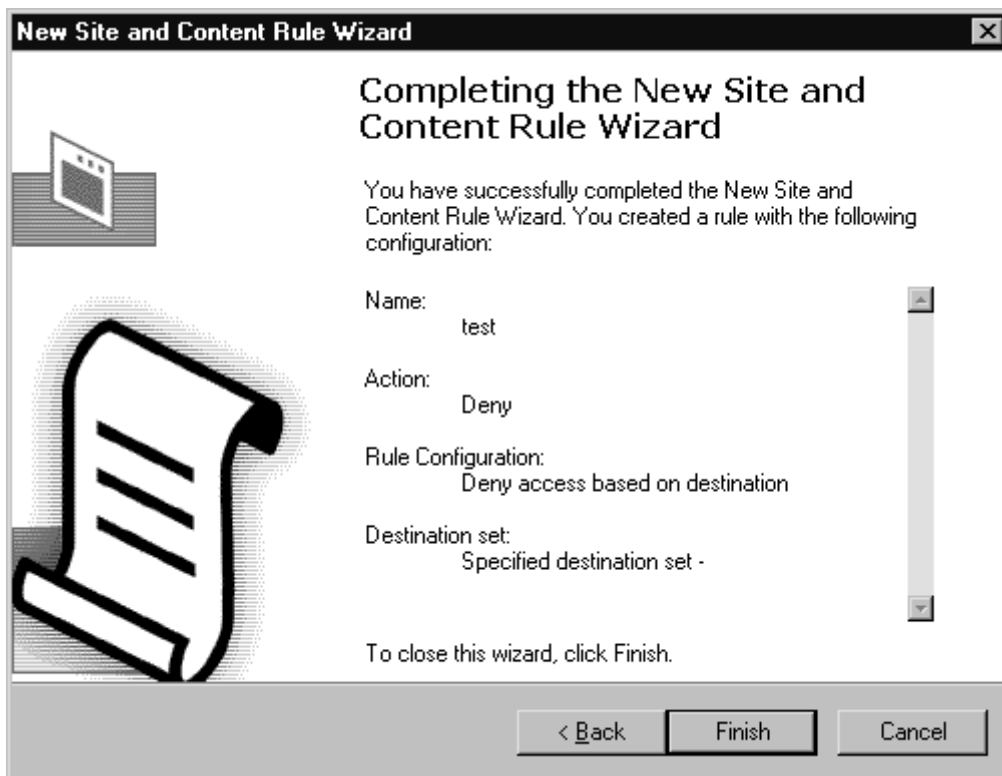 New Site and Content Rule Wizard
Completing the New Site and
Content Rule Wizard
You have successfully completed the New Site and
Content Rule Wizard. You created a rule with the following
configuration:
Name:
test
Action:
Deny
Rule Configuration:
Deny access based on destination
Destination set:
Specified destination set -
To close this wizard, click Finish.
< Back Finish Cancel